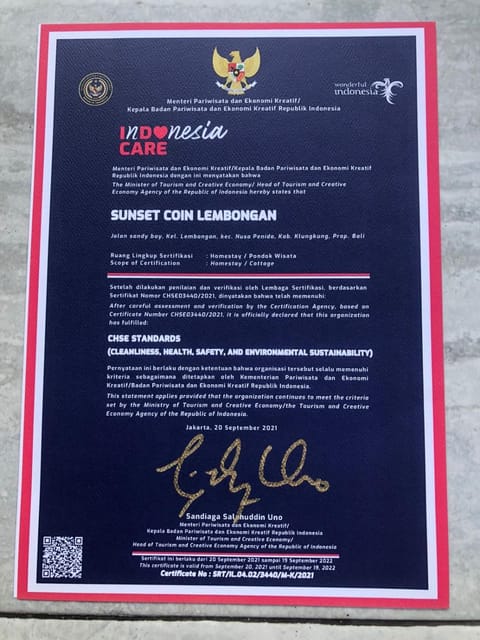 wonderful
indonesia
Menteri Pariwisata dan Ekonomi Kreatif/
Kepala Badan Pariwisata dan Ekonomi Kreatif Republik Indonesia
INDONesia
CARE
Menteri Pariwisata dan Ekonomi Kreatif/Kepala Badan Pariwisata dan Ekonomi Kreatif
Republik Indonesia dengan ini menyatakan bahwa
The Minister of Tourism and Creative Economy/ Head of Tourism and Creative
Economy Agency of the Republic of Indonesia hereby states that
SUNSET COIN LEMBONGAN
Jalan sandy bay, Kel. Lembongan, kec. Nusa Penida, Kab. Klungkung, Prop. Bali
Ruang Lingkup Sertifikasi : Homestay / Pondok Wisata
Scope of Certification : Homestay / Cottage
Setelah dilakukan penilaian dan verifikasi oleh Lembaga Sertifikasi, berdasarkan
Sertifikat Nomor CHSE03440/2021, dinyatakan bahwa telah memenuhi:
After careful assessment and verification by the Certification Agency, based on
Certificate Number CHSE03440/2021, it is officially declared that this organization
has fulfilled:
CHSE STANDARDS
(CLEANLINESS, HEALTH, SAFETY, AND ENVIRONMENTAL SUSTAINABILITY)
Pernyataan ini berlaku dengan ketentuan bahwa organisasi tersebut selalu memenuhi
kriteria sebagaimana ditetapkan oleh Kementerian Pariwisata dan Ekonomi
Kreatif/Badan Pariwisata dan Ekonomi Kreatif Republik Indonesia.
This statement applies provided that the organization continues to meet the criteria
set by the Ministry of Tourism and Creative Economy/the Tourism and Creative
Economy Agency of the Republic of Indonesia.
Jakarta, 20 September 2021
Sandiaga Salahuddin Uno
Menteri Pariwisata dan Ekonomi Kreatif/
Kepala Badan Pariwisata dan Ekonomi Kreatif Republik Indonesia
Minister of Tourism and Creative Economy/
Head of Tourism and Creative Economy Agency of the Republic of Indonesia
Sertifikat ini berlaku dari 20 September 2021 sampai 19 September 2022
This certificate is valid from September 20, 2021 until September 19, 2022
Certificate No : SRT/IL.04.02/3440/M-K/2021